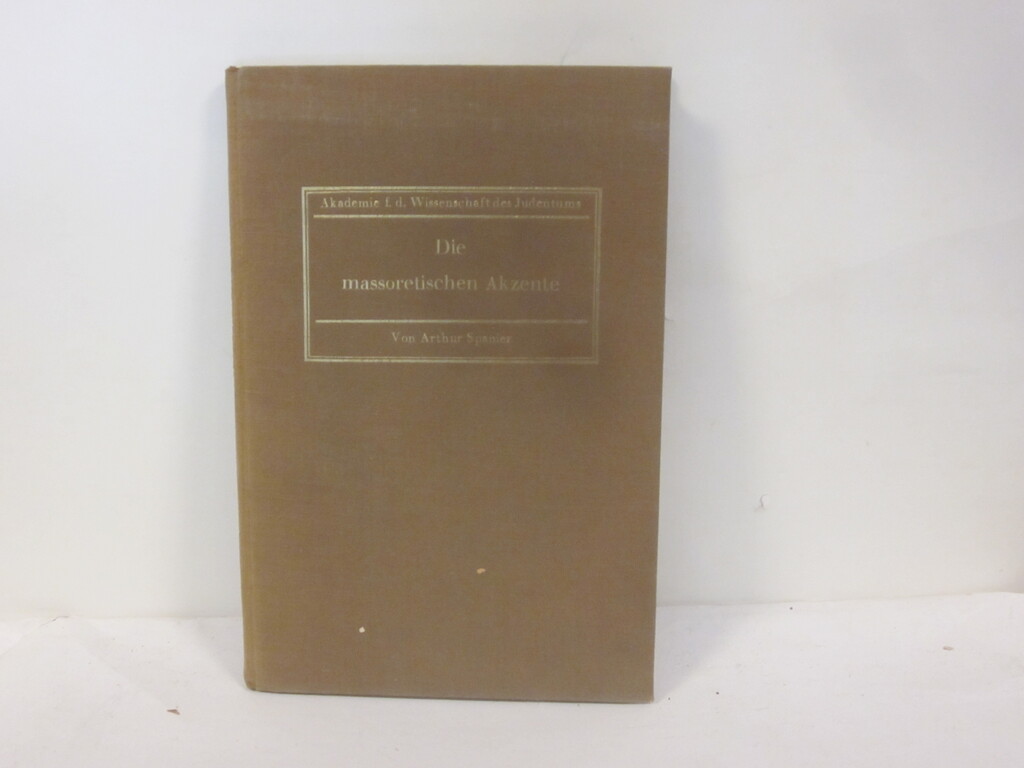 Akademie f. d. Wissenschaft des Judentums
Die
massoretischen Akzente
Von Arthur Spanier